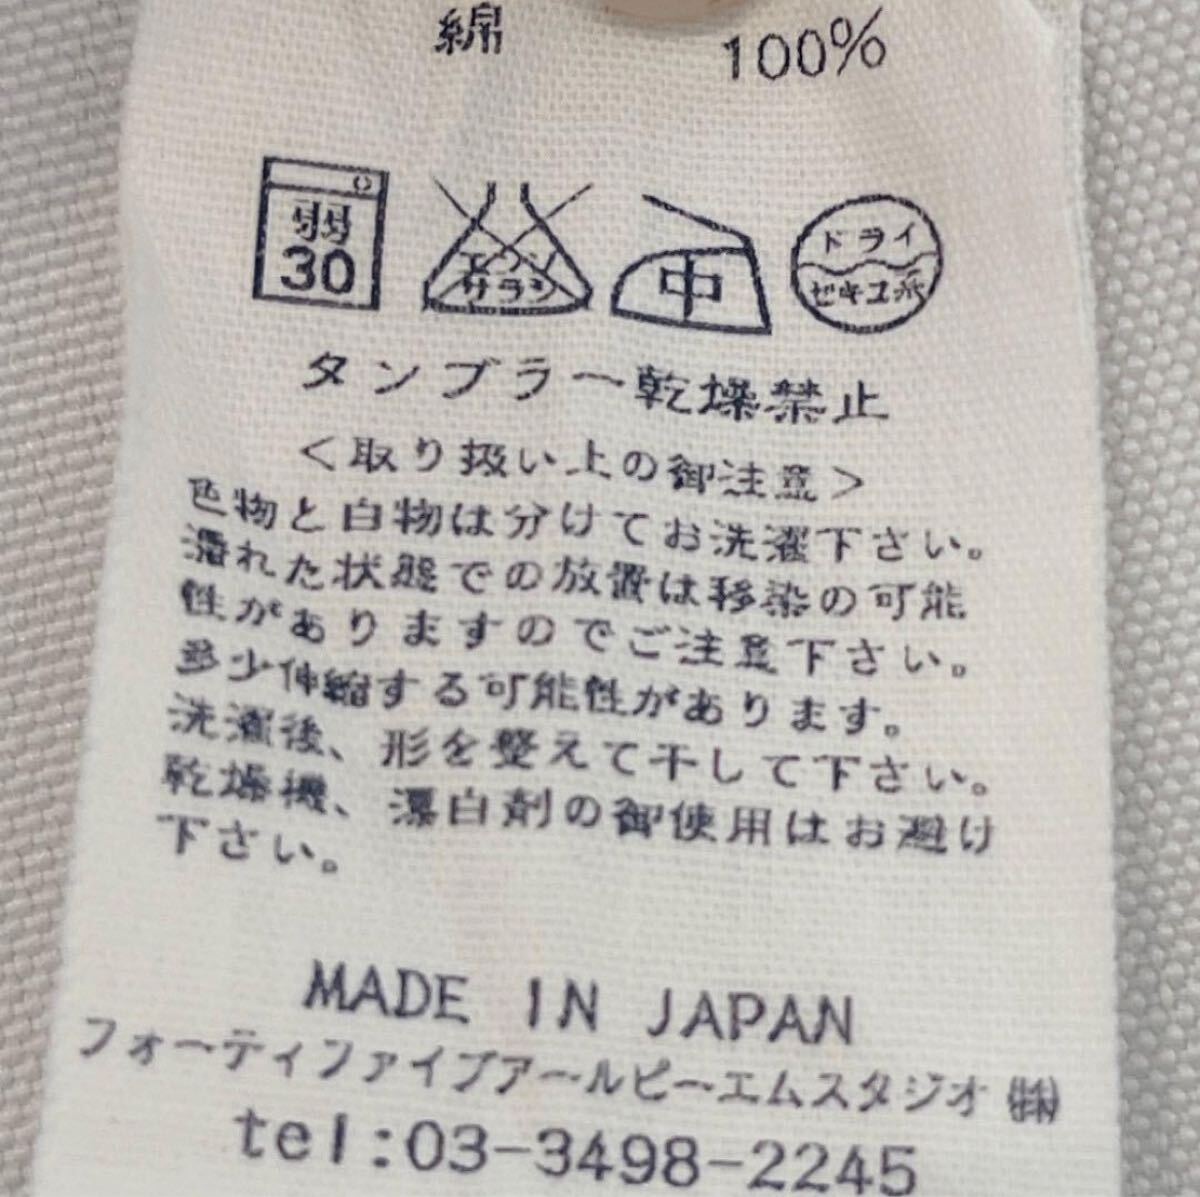 綿 100%
弱
30
エンソ
サラシ
中
ドライ
セキユ系
タンブラー乾燥禁止
<取り扱い上の御注意>
色物と白物は分けてお洗濯下さい。
濡れた状態での放置は移染の可能
性がありますのでご注意下さい。
多少伸縮する可能性があります。
洗濯後、形を整えて干して下さい。
乾燥機、漂白剤の御使用はお避け
下さい。
MADE IN JAPAN
フォーティファイブアールピーエムスタジオ㈱
tel:03-3498-2245